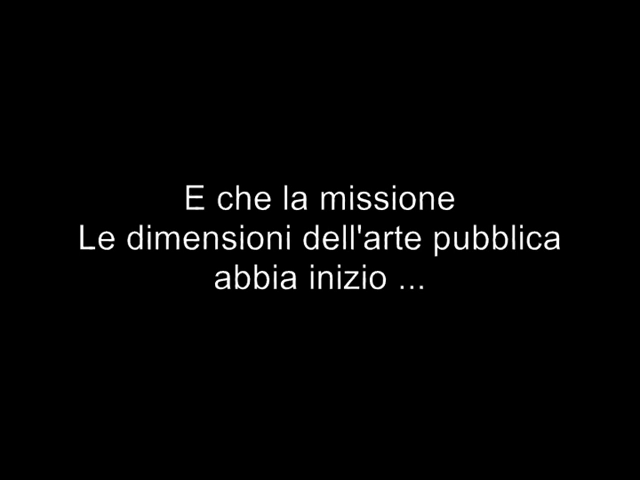 E che la missione
Le dimensioni dell'arte pubblica
abbia inizio ...